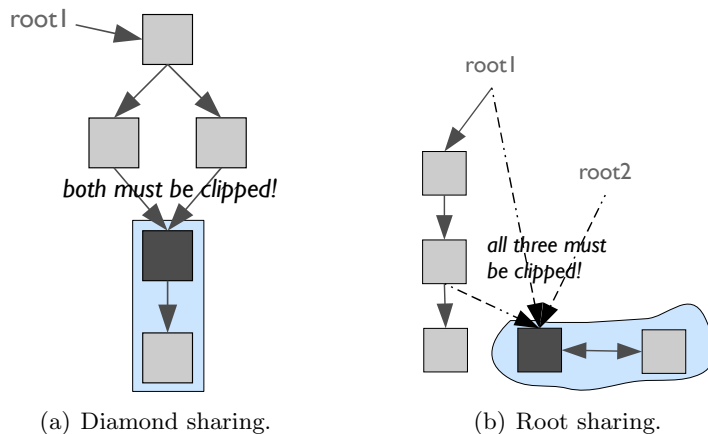 root1
both must be clipped!
(a) Diamond sharing.
root1
root2
all three must
be clipped!
(b) Root sharing.